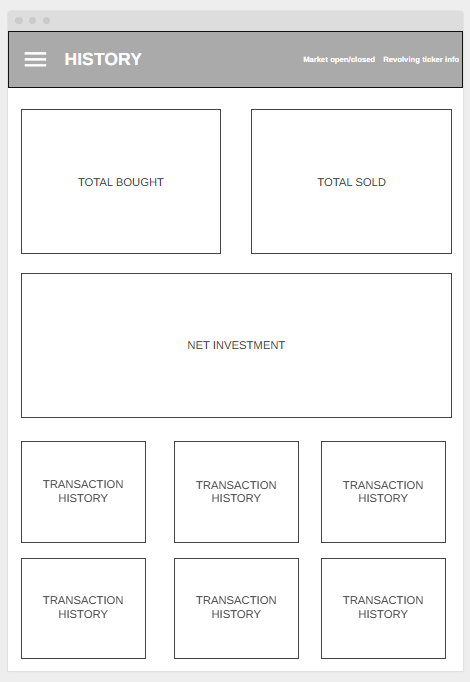 HISTORY
Market open/closed
Revolving ticker info
TOTAL BOUGHT
TOTAL SOLD
NET INVESTMENT
TRANSACTION
HISTORY
TRANSACTION
HISTORY
TRANSACTION
HISTORY
TRANSACTION
HISTORY
TRANSACTION
HISTORY
TRANSACTION
HISTORY